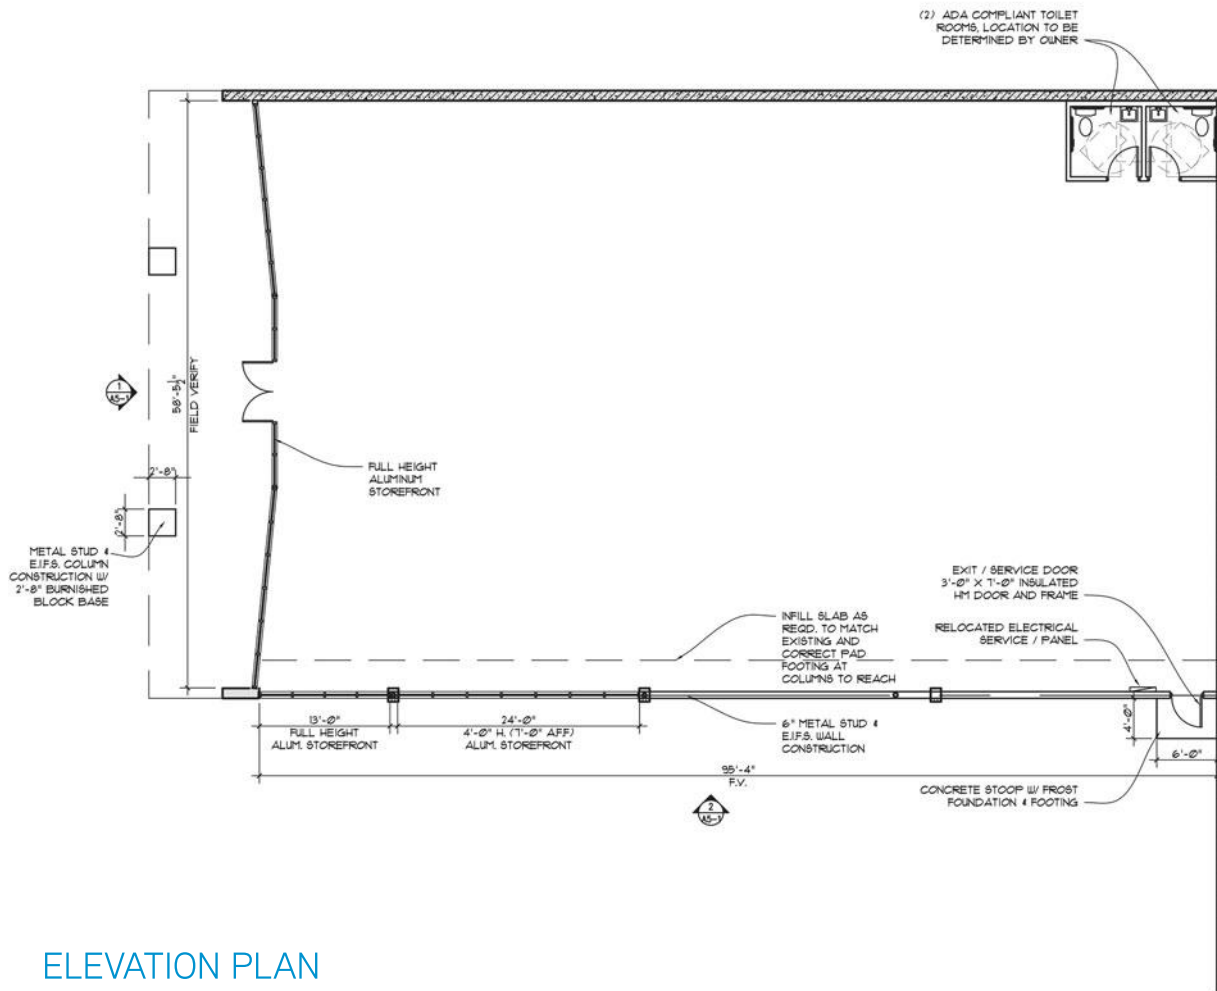 (2) ADA COMPLIANT TOILET
ROOMS, LOCATION TO BE
DETERMINED BY OWNER
1
A5-1
58'-5½"
FIELD VERIFY
2'-8"
2'-8"
FULL HEIGHT
ALUMINUM
STOREFRONT
METAL STUD &
E.I.F.S. COLUMN
CONSTRUCTION W/
2'-8" BURNISHED
BLOCK BASE
EXIT / SERVICE DOOR
3'-0" X 7'-0" INSULATED
HM DOOR AND FRAME
INFILL SLAB AS
REQD. TO MATCH
EXISTING AND
CORRECT PAD
FOOTING AT
COLUMNS TO REACH
RELOCATED ELECTRICAL
SERVICE / PANEL
13'-0"
FULL HEIGHT
ALUM. STOREFRONT
24'-0"
4'-0" H. (7'-0" A.F.F.)
ALUM. STOREFRONT
6" METAL STUD &
E.I.F.S. WALL
CONSTRUCTION
4'-0"
6'-0"
95'-4"
F.V.
2
A5-1
CONCRETE STOOP W/ FROST
FOUNDATION & FOOTING
ELEVATION PLAN